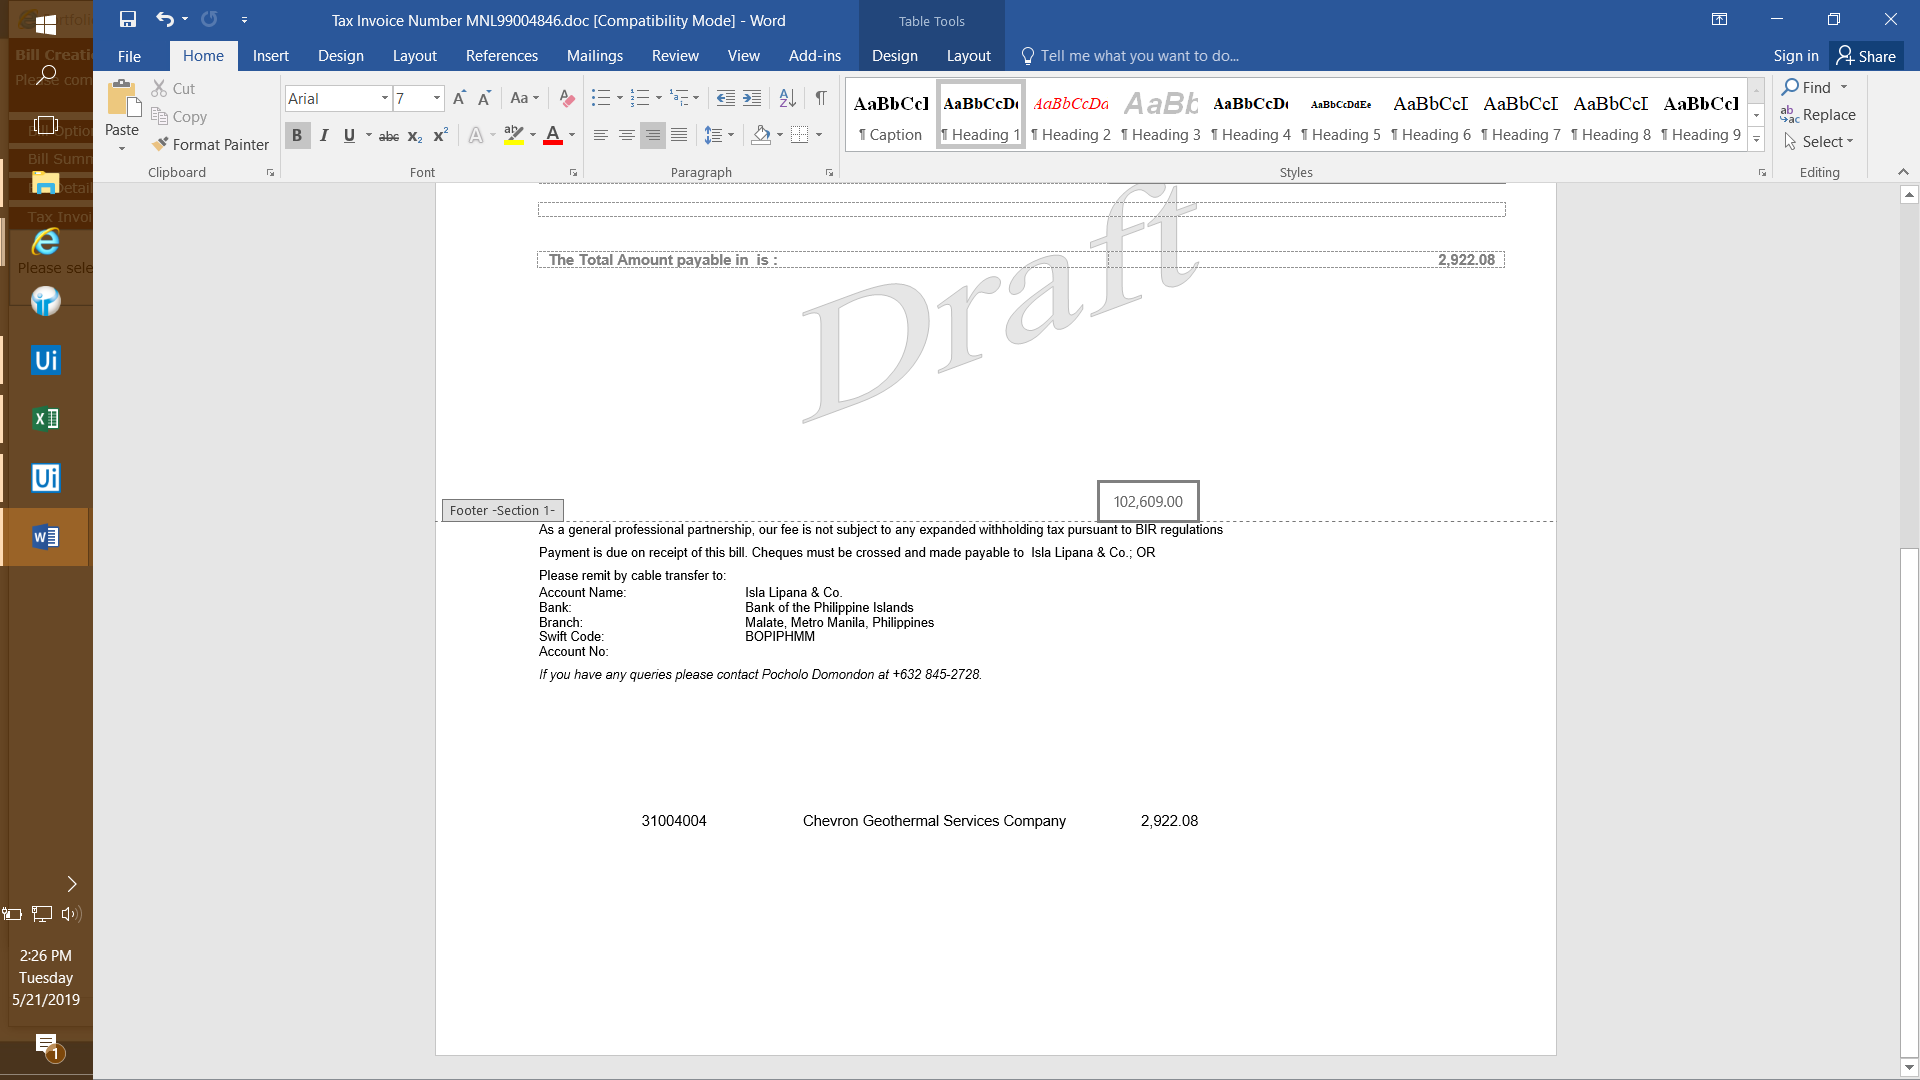 Tax Invoice Number MNL99004846.doc [Compatibility Mode] - Word
Table Tools
File Home Insert Design Layout References Mailings Review View Add-ins Design Layout Tell me what you want to do...
Sign in Share
Paste
Cut
Copy
Format Painter
Clipboard
Arial 7
Font
Paragraph
AaBbCcI AaBbCcDc AaBbCcDc AaBb AaBbCcDc AaBbCcDdEe AaBbCcI AaBbCcI AaBbCcI AaBbCcI
¶ Caption ¶ Heading 1 ¶ Heading 2 ¶ Heading 3 ¶ Heading 4 ¶ Heading 5 ¶ Heading 6 ¶ Heading 7 ¶ Heading 8 ¶ Heading 9
Styles
Find
Replace
Select
Editing
Bill Creati
Please com
Bill Summ
Tax Invoi
Please sele
The Total Amount payable in is : 2,922.08
Draft
102,609.00
Footer -Section 1-
As a general professional partnership, our fee is not subject to any expanded withholding tax pursuant to BIR regulations
Payment is due on receipt of this bill. Cheques must be crossed and made payable to Isla Lipana & Co.; OR
Please remit by cable transfer to:
Account Name: Isla Lipana & Co.
Bank: Bank of the Philippine Islands
Branch: Malate, Metro Manila, Philippines
Swift Code: BOPIPHMM
Account No:
If you have any queries please contact Pocholo Domondon at +632 845-2728.
31004004 Chevron Geothermal Services Company 2,922.08
2:26 PM
Tuesday
5/21/2019
1